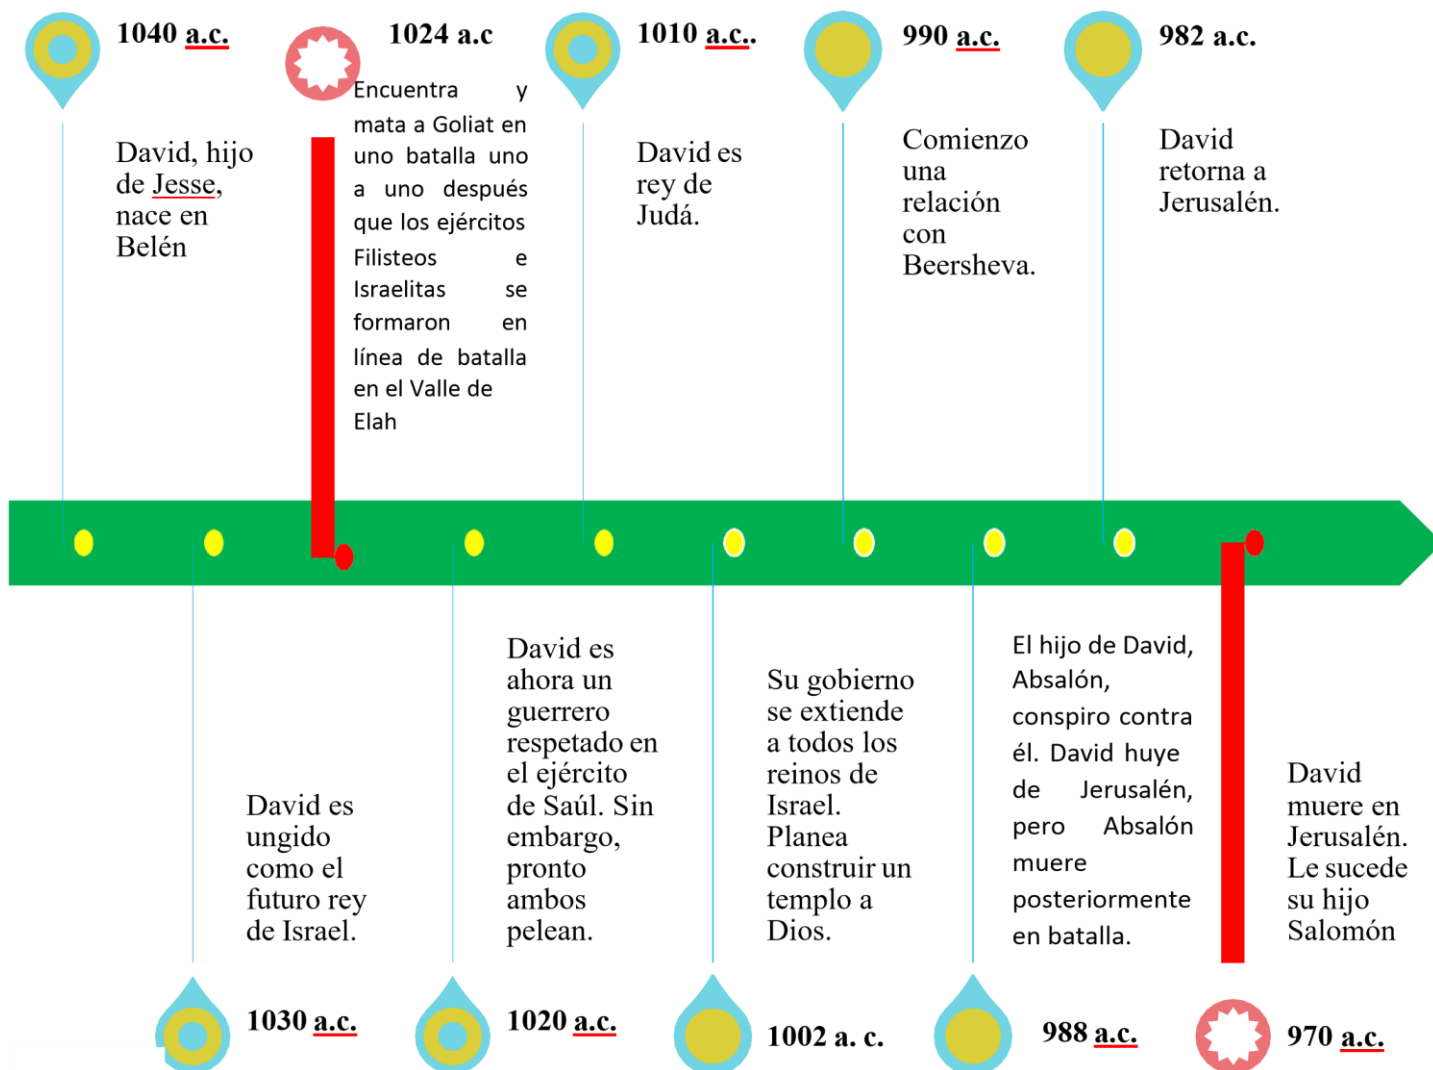 1040 a.c.
David, hijo
de Jesse,
nace en
Belén
1024 a.c
Encuentra y
mata a Goliat en
uno batalla uno
a uno después
que los ejércitos
Filisteos e
Israelitas se
formaron en
línea de batalla
en el Valle de
Elah
1010 a.c..
David es
rey de
Judá.
990 a.c.
Comienzo
una
relación
con
Beersheva.
982 a.c.
David
retorna a
Jerusalén.
David es
ungido
como el
futuro rey
de Israel.
1030 a.c.
David es
ahora un
guerrero
respetado en
el ejército
de Saúl. Sin
embargo,
pronto
ambos
pelean.
1020 a.c.
Su gobierno
se extiende
a todos los
reinos de
Israel.
Planea
construir un
templo a
Dios.
1002 a. c.
El hijo de David,
Absalón,
conspiro contra
él. David huye
de Jerusalén,
pero Absalón
muere
posteriormente
en batalla.
988 a.c.
David
muere en
Jerusalén.
Le sucede
su hijo
Salomón
970 a.c.